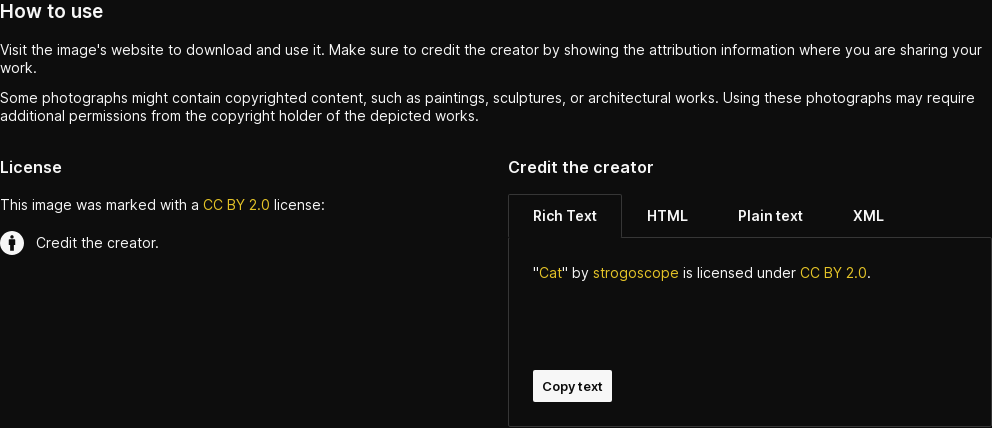 How to use
Visit the image's website to download and use it. Make sure to credit the creator by showing the attribution information where you are sharing your
work.
Some photographs might contain copyrighted content, such as paintings, sculptures, or architectural works. Using these photographs may require
additional permissions from the copyright holder of the depicted works.
License
This image was marked with a CC BY 2.0 license:
Credit the creator.
Credit the creator
Rich Text HTML Plain text XML
"Cat" by strogoscope is licensed under CC BY 2.0.
Copy text